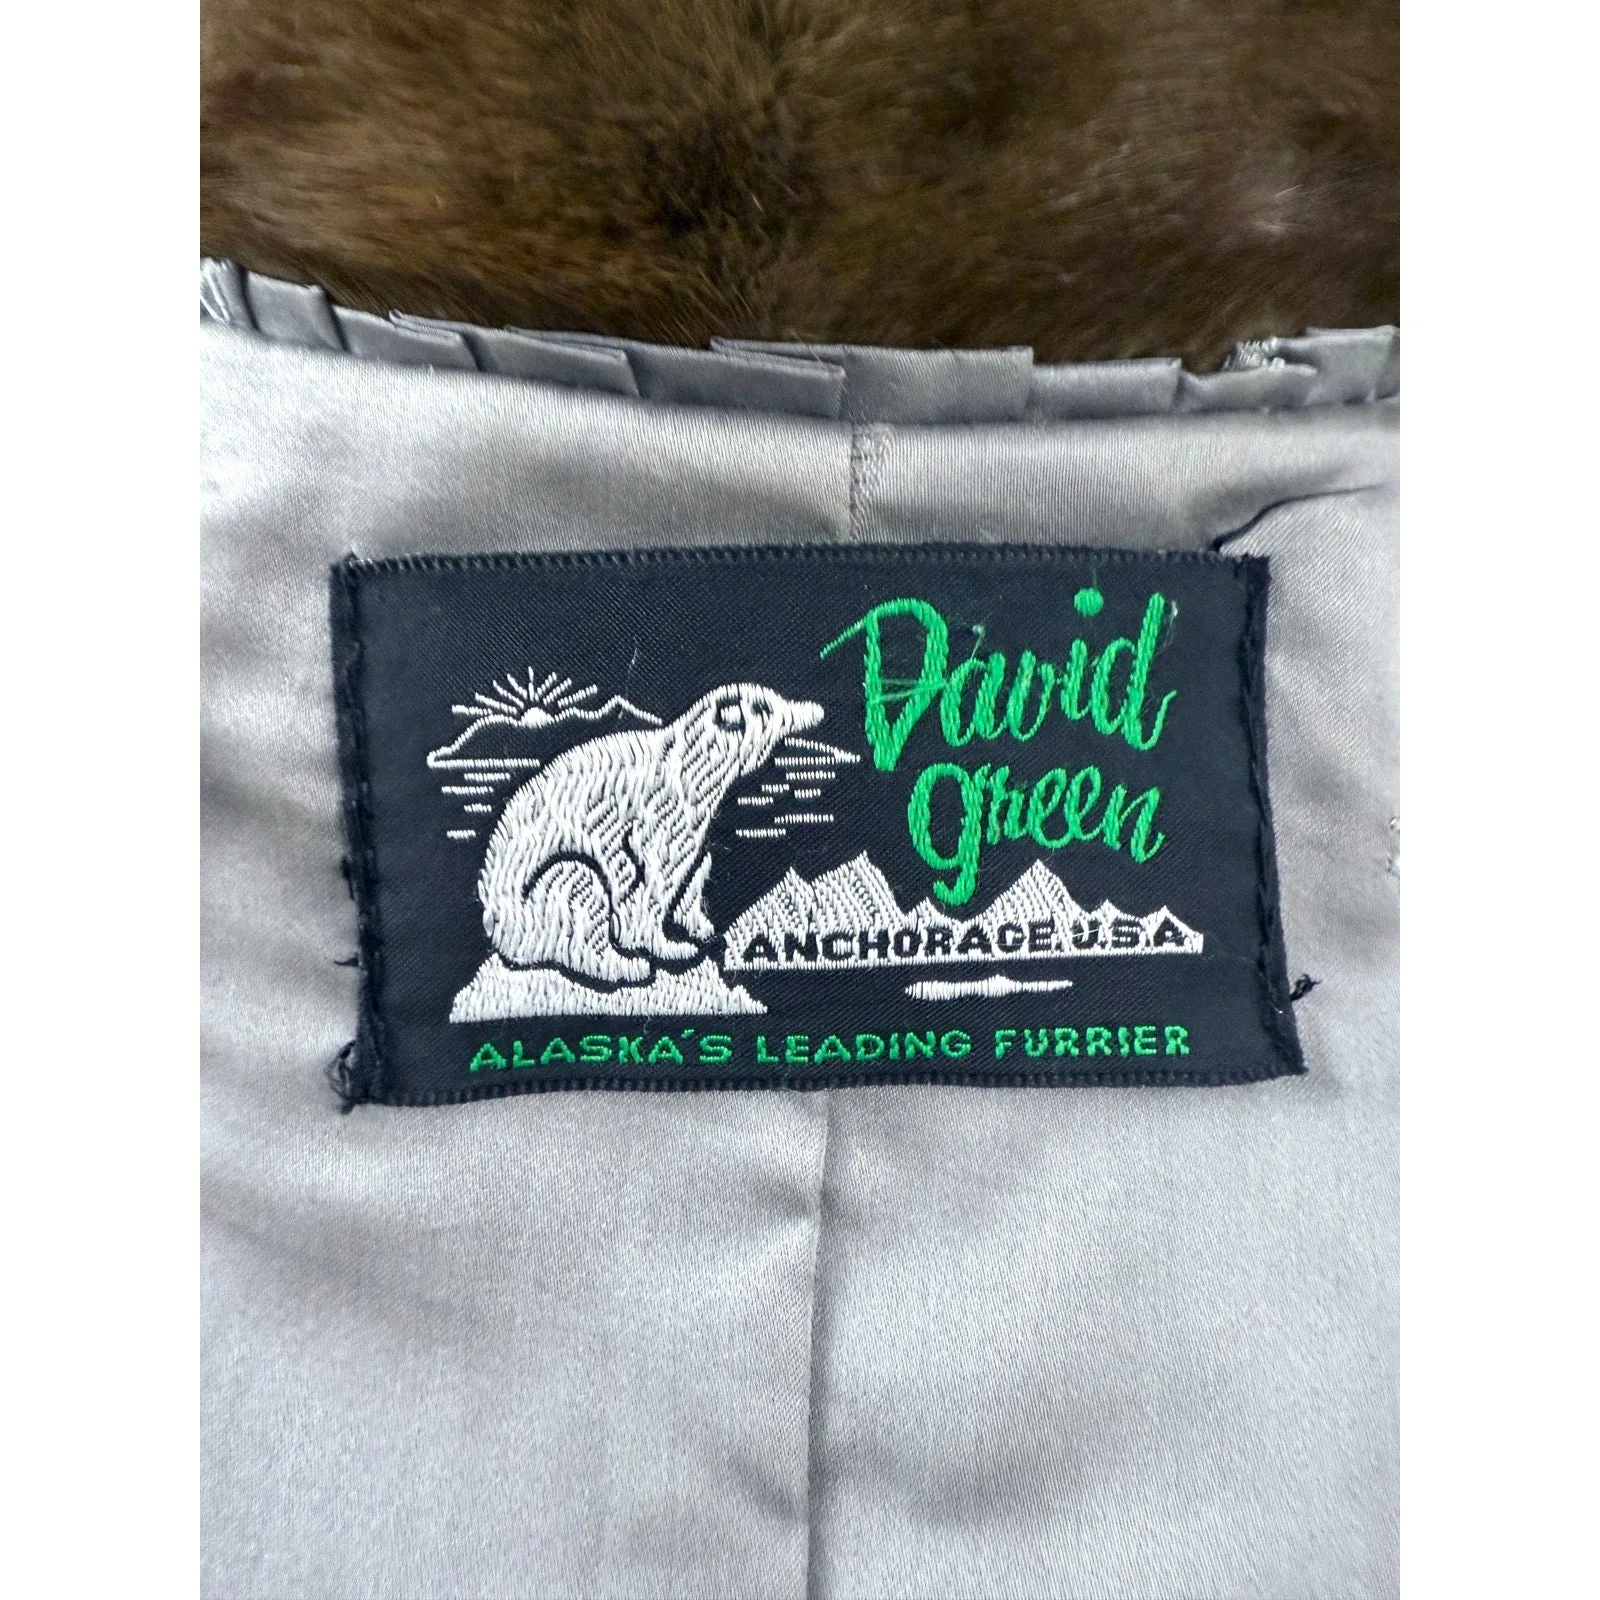 David
green
ANCHORAGE. U.S.A.
ALASKA'S LEADING FURRIER